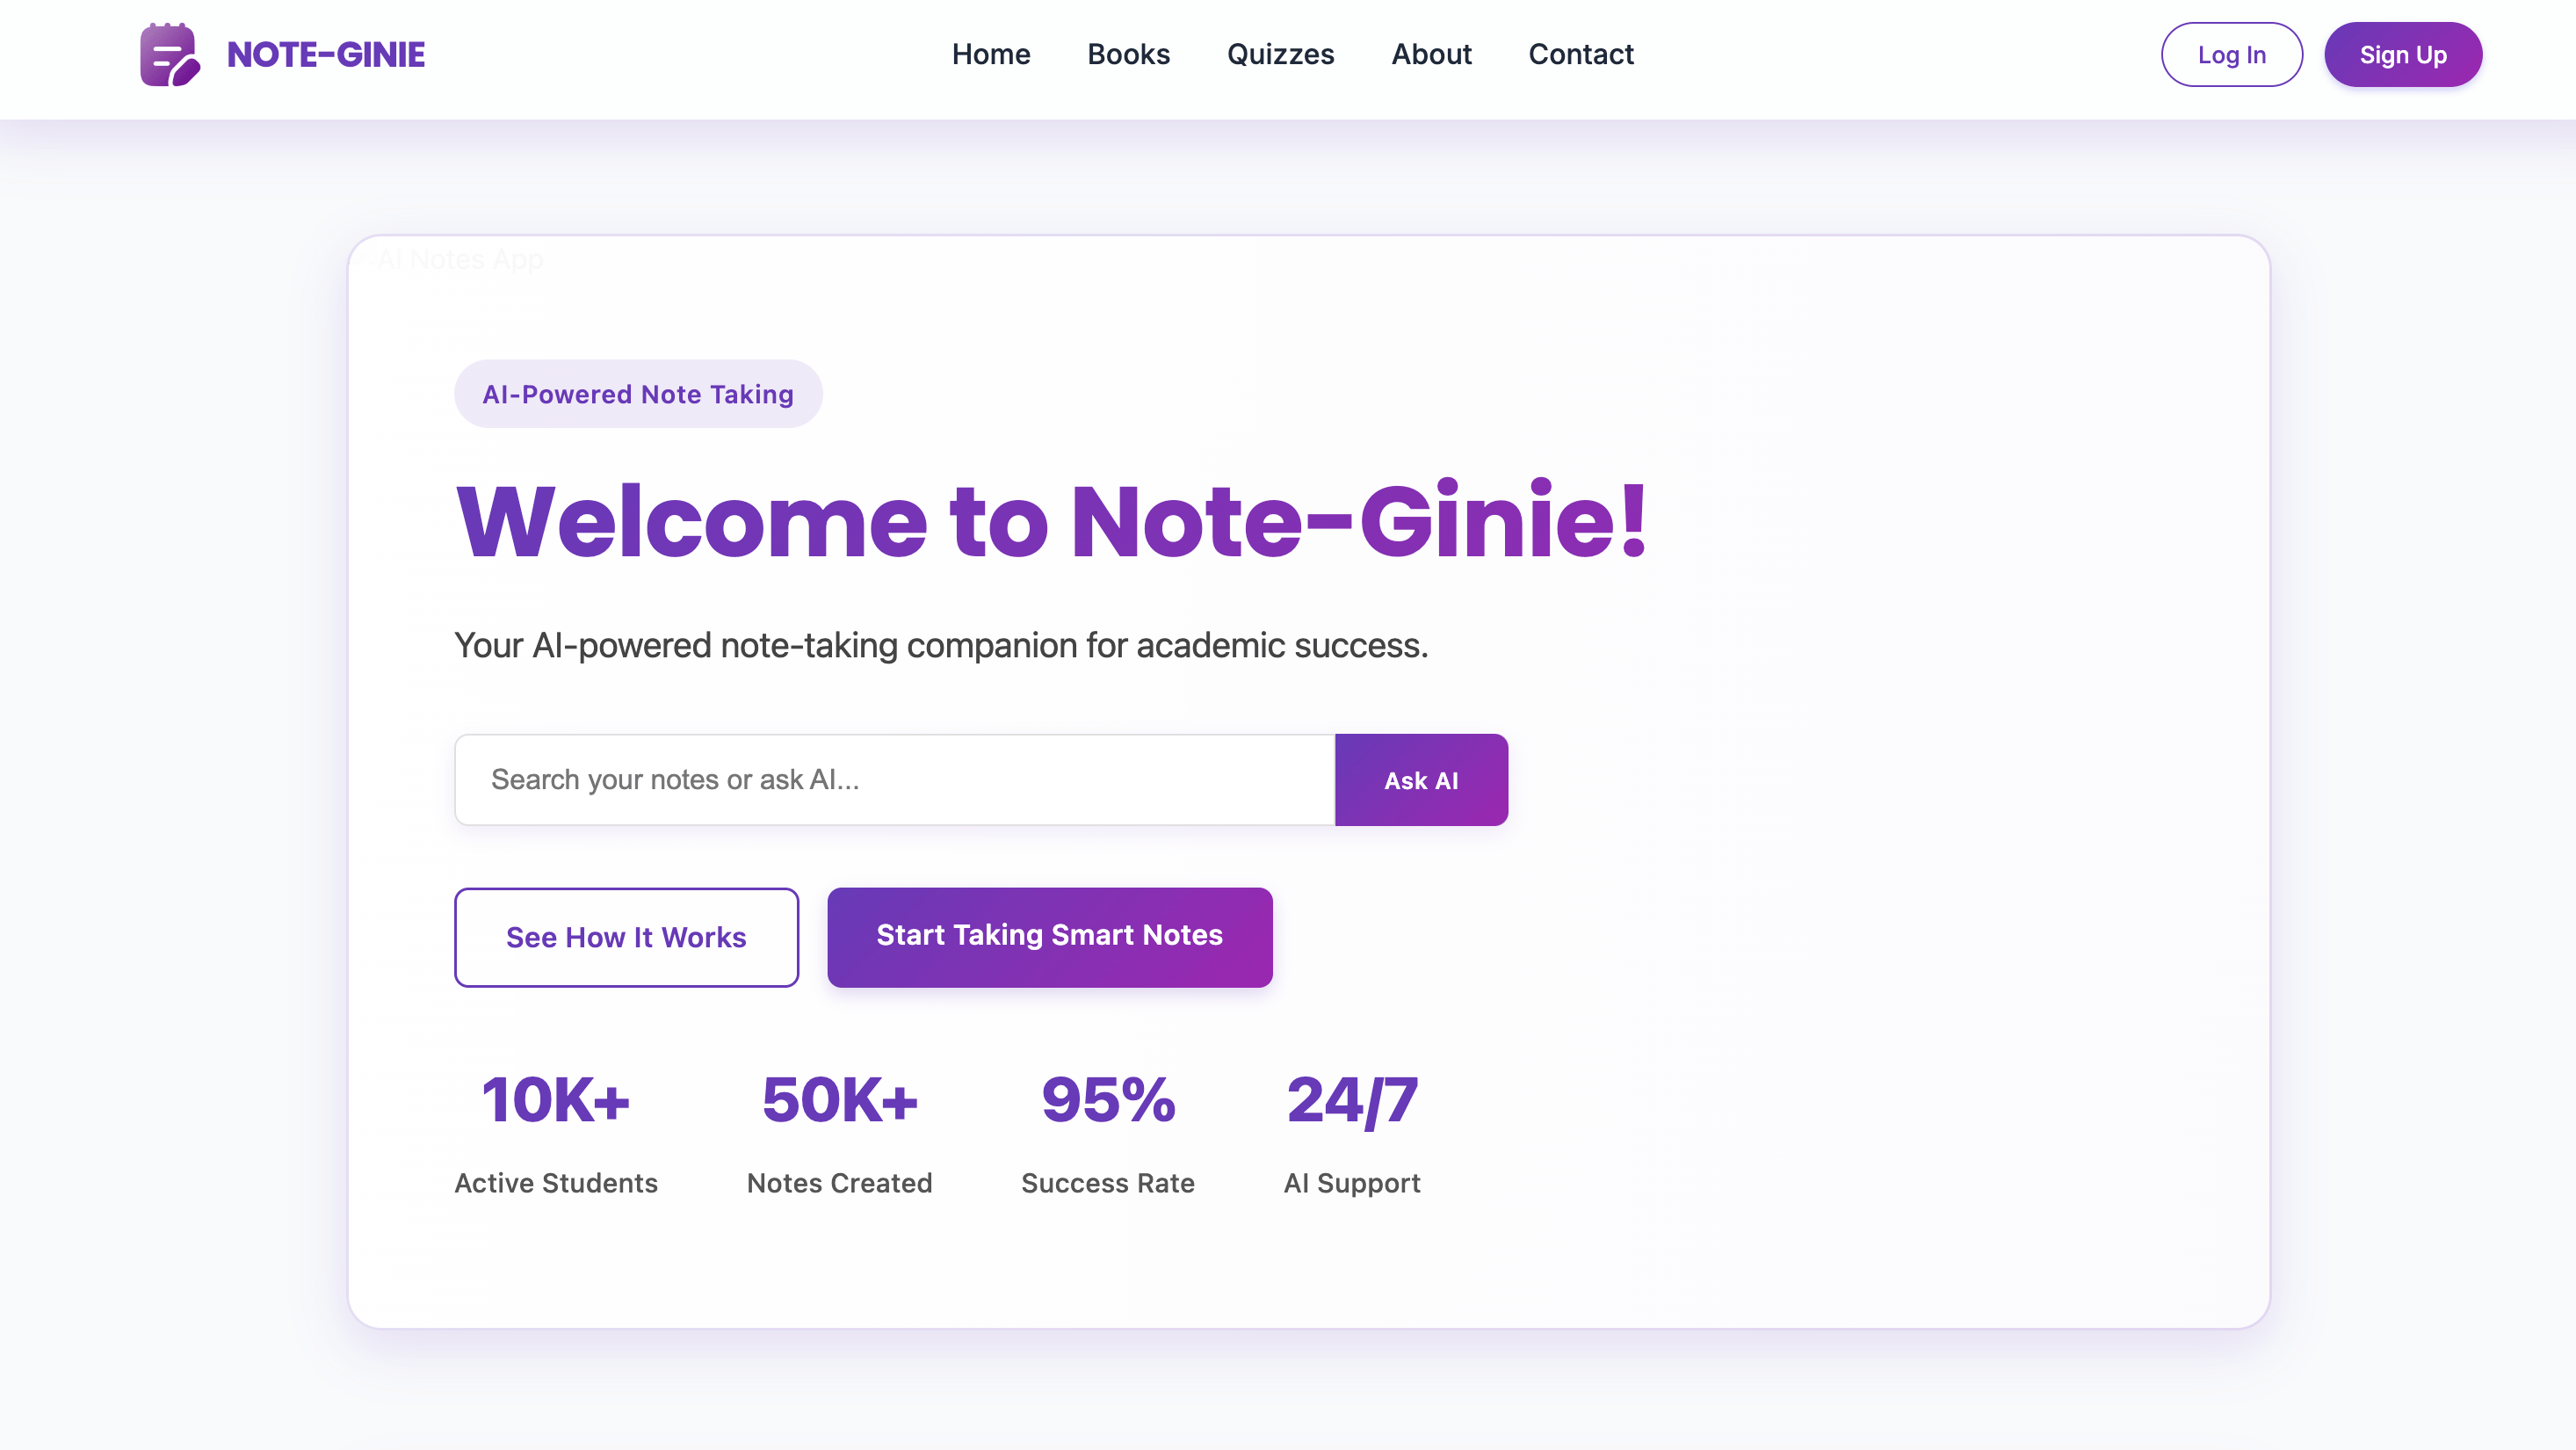 NOTE-GINIE
Home Books Quizzes About Contact
Log In Sign Up
AI Notes App
AI-Powered Note Taking
Welcome to Note-Ginie!
Your AI-powered note-taking companion for academic success.
Search your notes or ask AI...
Ask AI
See How It Works
Start Taking Smart Notes
10K+ 50K+ 95% 24/7
Active Students Notes Created Success Rate AI Support